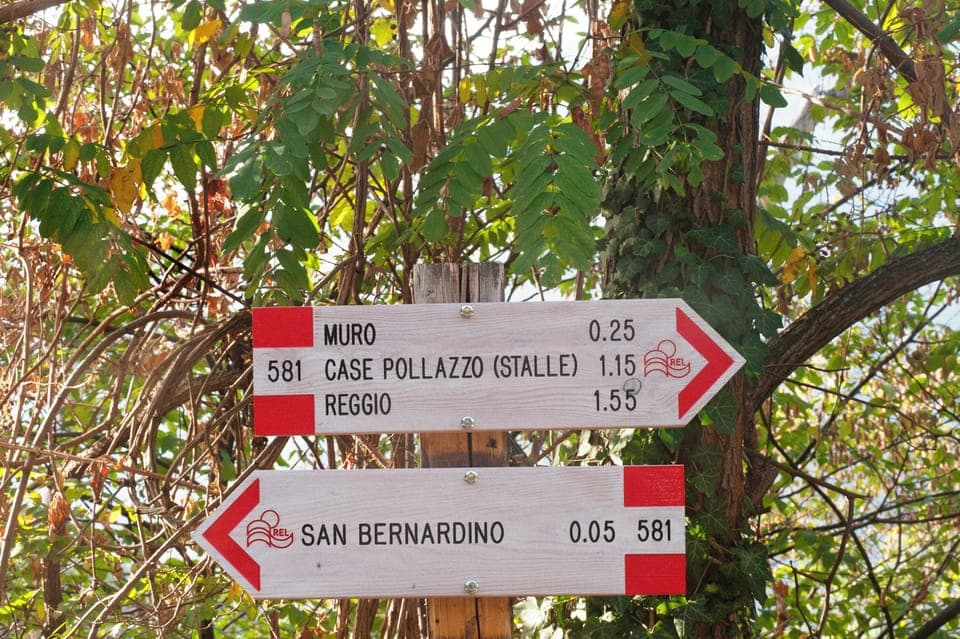 MURO 0.25
581 CASE POLLAZZO (STALLE) 1.15 REL
REGGIO 1.55
REL SAN BERNARDINO 0.05 581